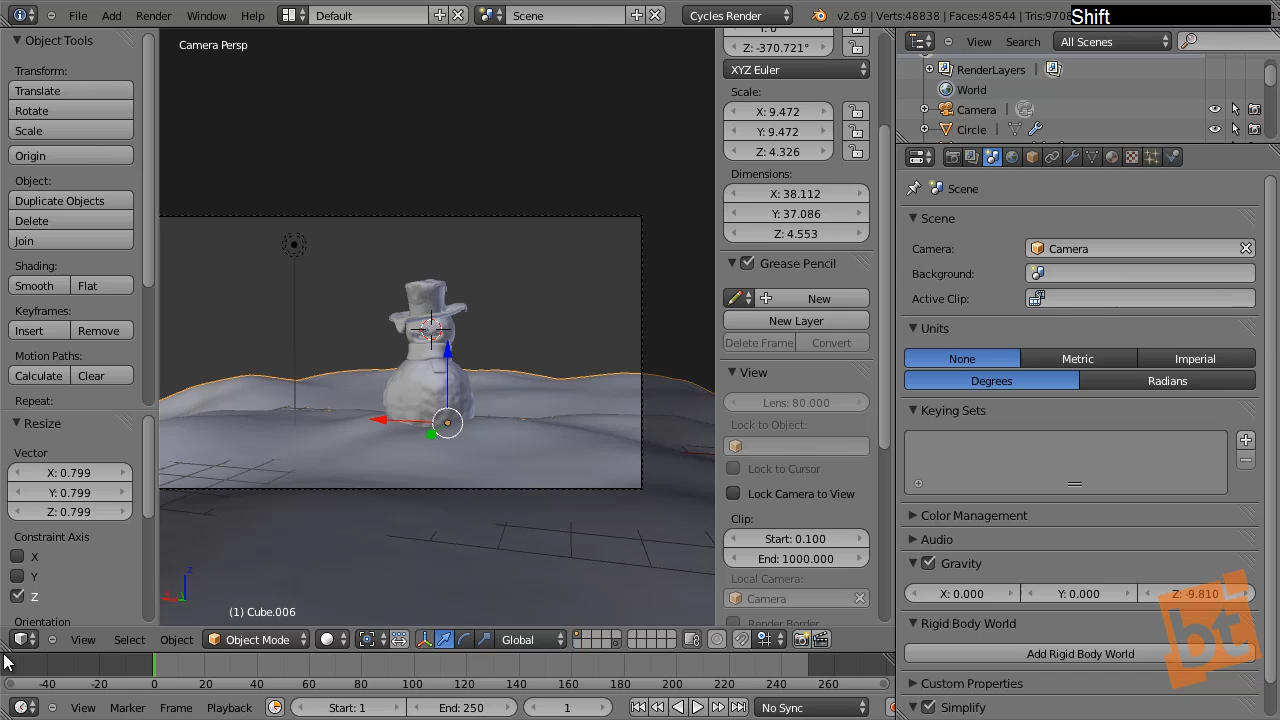 File Add Render Window Help Default Scene Cycles Render v2.69 | Verts:48838 | Faces:48544 | Tris:9708
Shift
Object Tools
Transform:
Translate
Rotate
Scale
Origin
Object:
Duplicate Objects
Delete
Join
Shading:
Smooth Flat
Keyframes:
Insert Remove
Motion Paths:
Calculate Clear
Repeat:
Resize
Vector
X: 0.799
Y: 0.799
Z: 0.799
Constraint Axis
X
Y
Z
Orientation
Camera Persp
z
x
(1) Cube.006
Y: 0
Z: -370.721°
XYZ Euler
Scale:
X: 9.472
Y: 9.472
Z: 4.326
Dimensions:
X: 38.112
Y: 37.086
Z: 4.553
Grease Pencil
New
New Layer
Delete Frame Convert
View
Lens: 80.000
Lock to Object:
Lock to Cursor
Lock Camera to View
Clip:
Start: 0.100
End: 1000.000
Local Camera:
Camera
Render Border
View Search All Scenes
RenderLayers |
World
Camera |
Circle |
Scene
Scene
Camera: Camera
Background:
Active Clip:
Units
None Metric Imperial
Degrees Radians
Keying Sets
Color Management
Audio
Gravity
X: 0.000 Y: 0.000 Z: -9.810
Rigid Body World
Add Rigid Body World
Custom Properties
Simplify
bt
View Select Object Object Mode Global
-40 -20 0 20 40 60 80 100 120 140 160 180 200 220 240 260
View Marker Frame Playback Start: 1 End: 250 1 No Sync